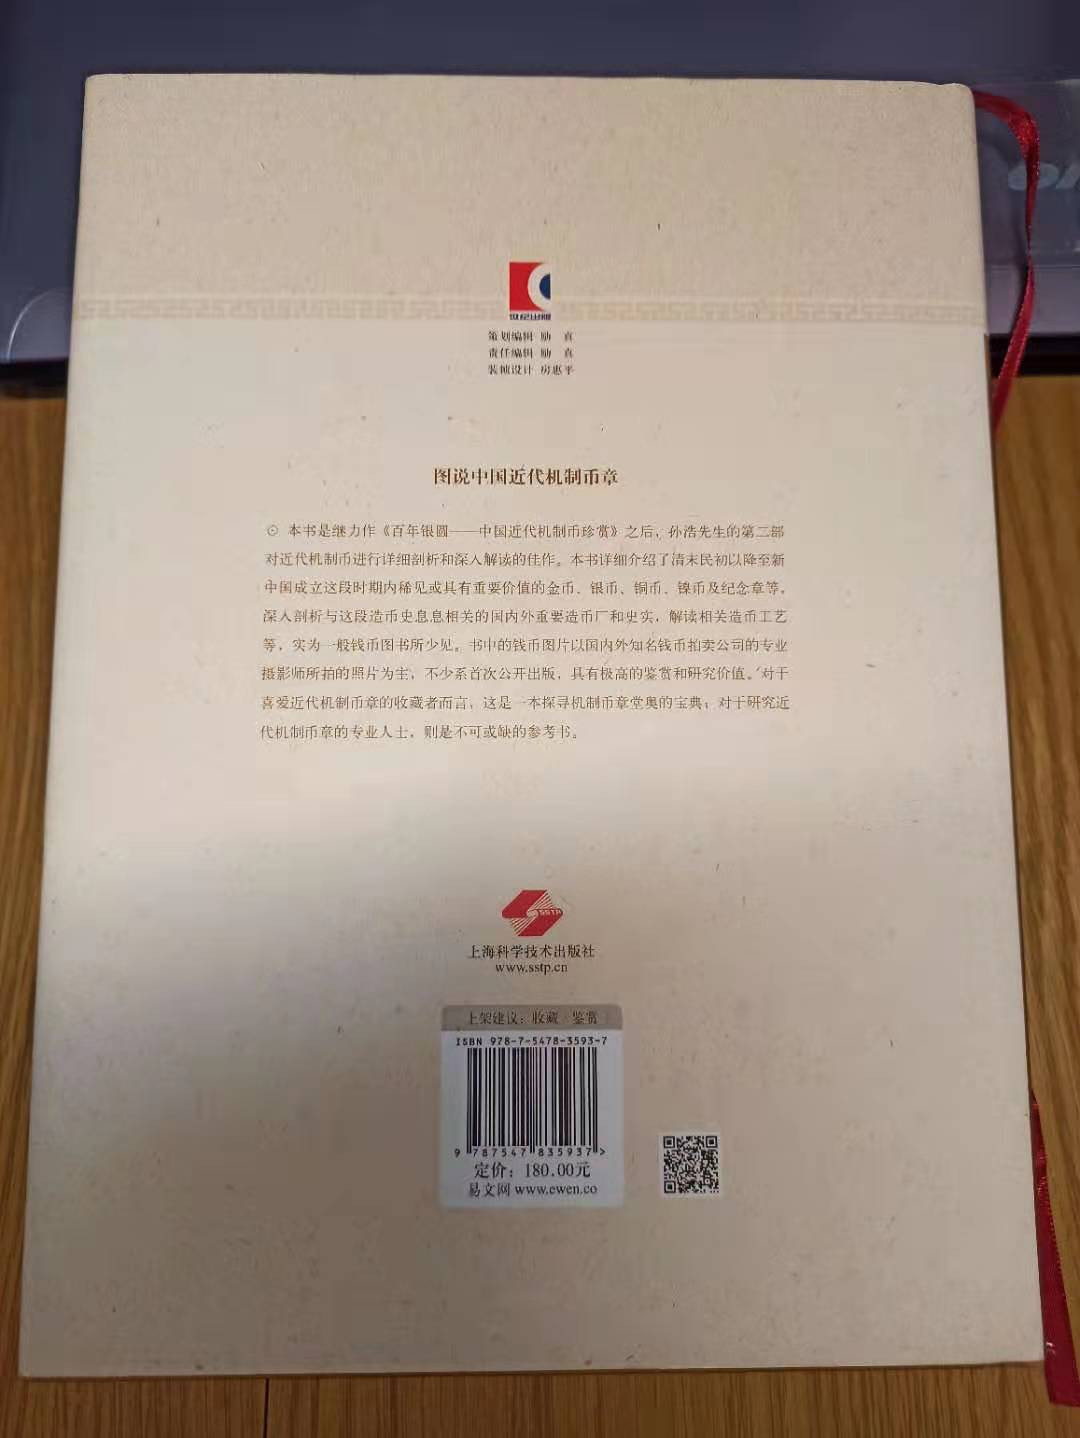 世纪出版
策划编辑 励 真
责任编辑 励 真
装帧设计 房惠平
图说中国近代机制币章
⊙ 本书是继力作《百年银圆——中国近代机制币珍赏》之后，孙浩先生的第二部
对近代机制币进行详细剖析和深入解读的佳作。本书详细介绍了清末民初以降至新
中国成立这段时期内稀见或具有重要价值的金币、银币、铜币、镍币及纪念章等，
深入剖析与这段造币史息息相关的国内外重要造币厂和史实，解读相关造币工艺
等，实为一般钱币图书所少见。书中的钱币图片以国内外知名钱币拍卖公司的专业
摄影师所拍的照片为主，不少系首次公开出版，具有极高的鉴赏和研究价值。对于
喜爱近代机制币章的收藏者而言，这是一本探寻机制币章堂奥的宝典；对于研究近
代机制币章的专业人士，则是不可或缺的参考书。
SSTP
上海科学技术出版社
www.sstp.cn
上架建议：收藏·鉴赏
ISBN 978-7-5478-3593-7
9 787547 835937 >
定价：180.00元
易文网 www.ewen.co